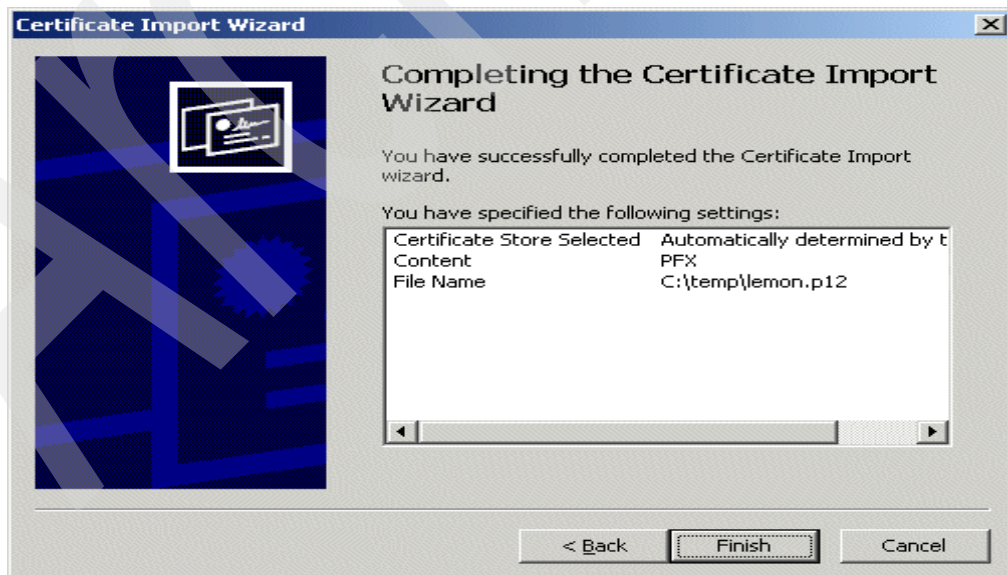 Certificate Import Wizard
Completing the Certificate Import
Wizard
You have successfully completed the Certificate Import
wizard.
You have specified the following settings:
Certificate Store Selected Automatically determined by t
Content PFX
File Name C:\temp\lemon.p12
< Back Finish Cancel